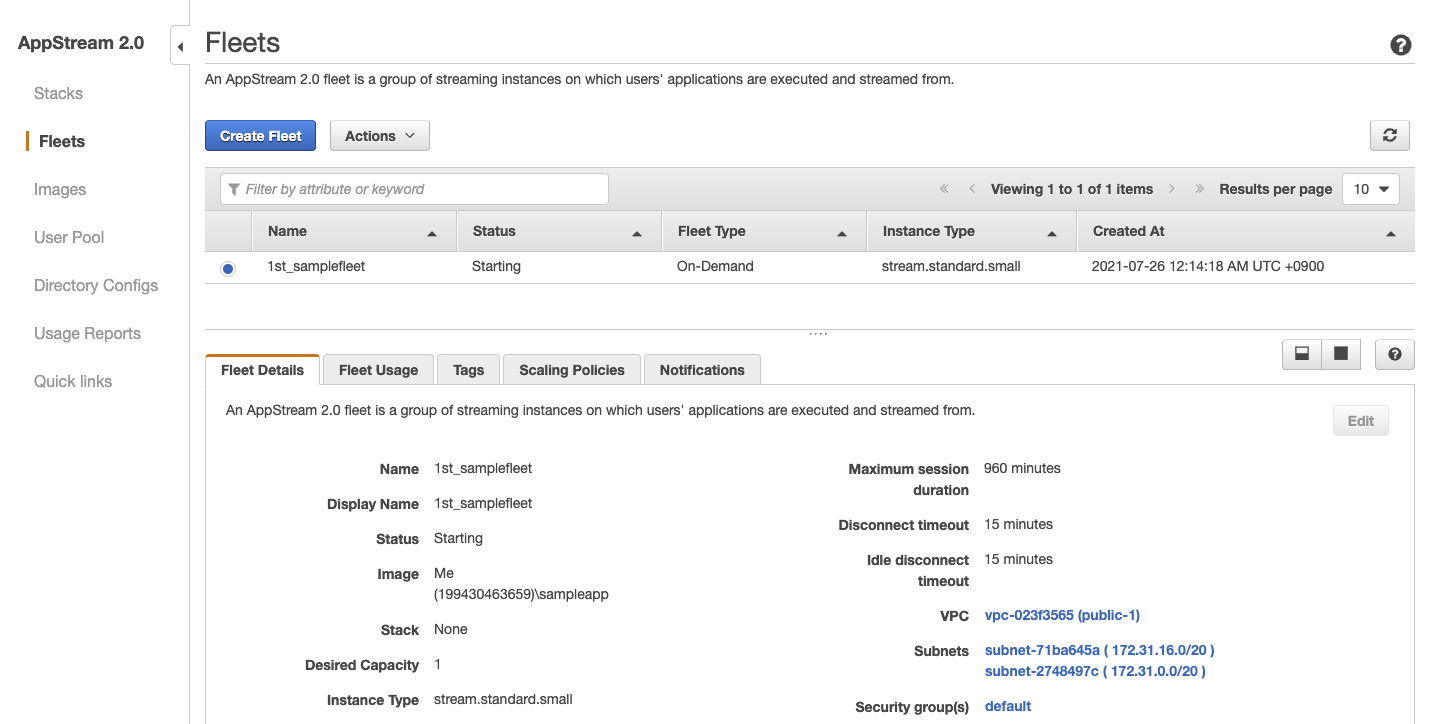 AppStream 2.0
Stacks
Fleets
Images
User Pool
Directory Configs
Usage Reports
Quick links
Fleets
An AppStream 2.0 fleet is a group of streaming instances on which users' applications are executed and streamed from.
Create Fleet Actions
Filter by attribute or keyword « ‹ Viewing 1 to 1 of 1 items › » Results per page 10
Name Status Fleet Type Instance Type Created At
1st_samplefleet Starting On-Demand stream.standard.small 2021-07-26 12:14:18 AM UTC +0900
Fleet Details Fleet Usage Tags Scaling Policies Notifications
An AppStream 2.0 fleet is a group of streaming instances on which users' applications are executed and streamed from.
Edit
Name 1st_samplefleet
Display Name 1st_samplefleet
Status Starting
Image Me
(199430463659)\sampleapp
Stack None
Desired Capacity 1
Instance Type stream.standard.small
Maximum session 960 minutes
duration
Disconnect timeout 15 minutes
Idle disconnect 15 minutes
timeout
VPC vpc-023f3565 (public-1)
Subnets subnet-71ba645a ( 172.31.16.0/20 )
subnet-2748497c ( 172.31.0.0/20 )
Security group(s) default